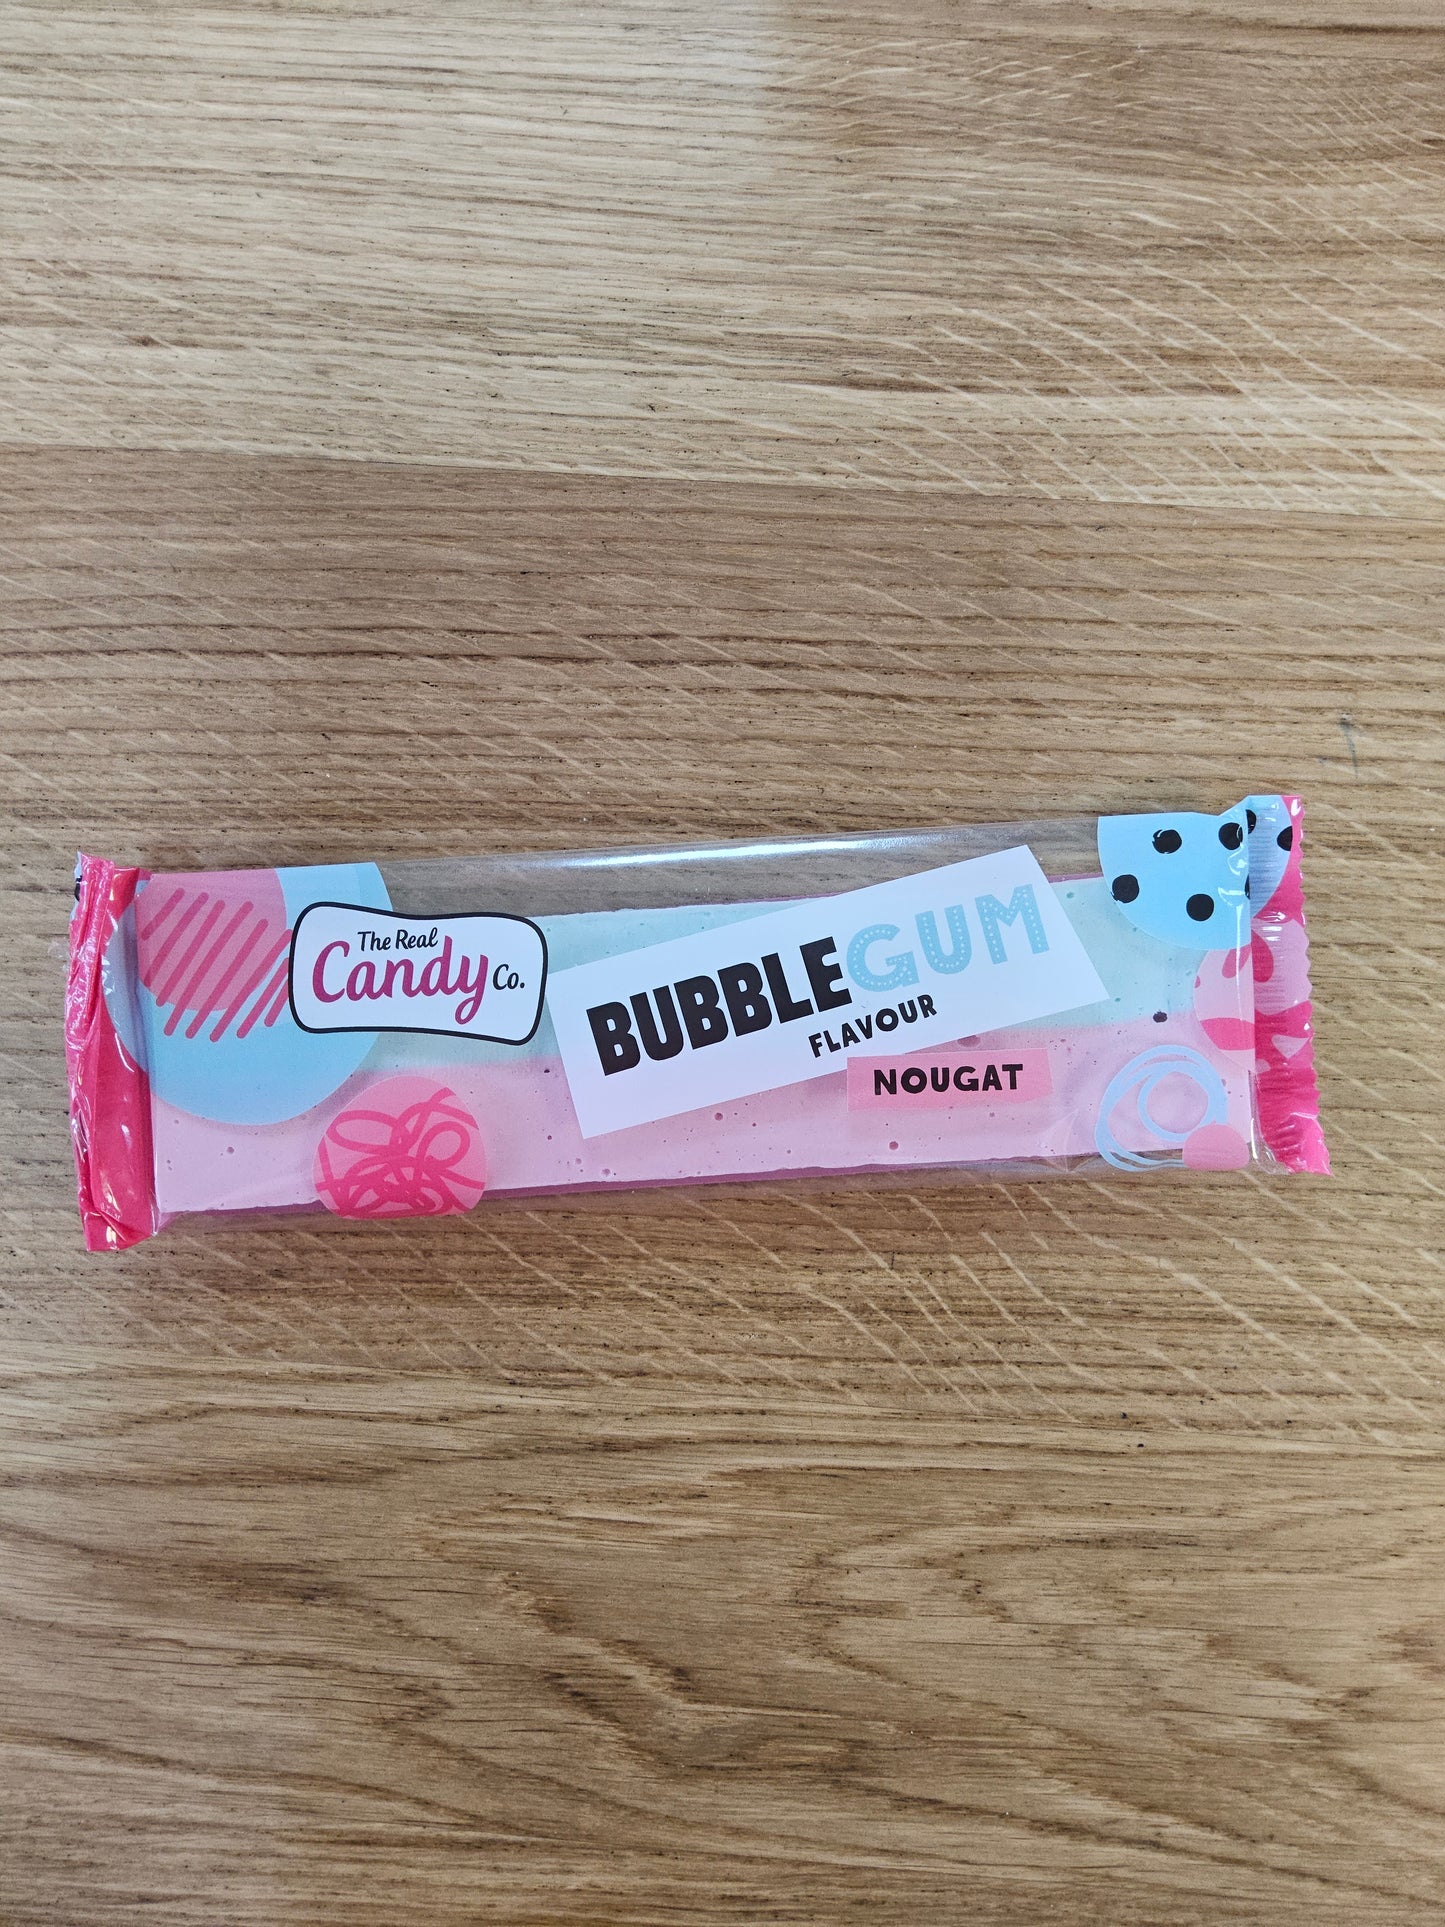 The Real
Candy Co.
BUBBLEGUM
FLAVOUR
NOUGAT